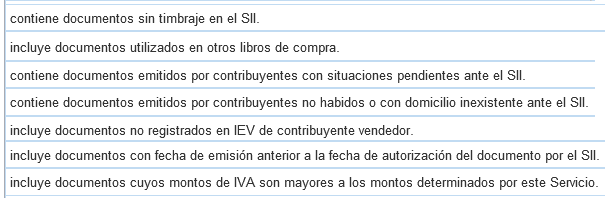 contiene documentos sin timbraje en el SII.
incluye documentos utilizados en otros libros de compra.
contiene documentos emitidos por contribuyentes con situaciones pendientes ante el SII.
contiene documentos emitidos por contribuyentes no habidos o con domicilio inexistente ante el SII.
incluye documentos no registrados en IEV de contribuyente vendedor.
incluye documentos con fecha de emisión anterior a la fecha de autorización del documento por el SII.
incluye documentos cuyos montos de IVA son mayores a los montos determinados por este Servicio.